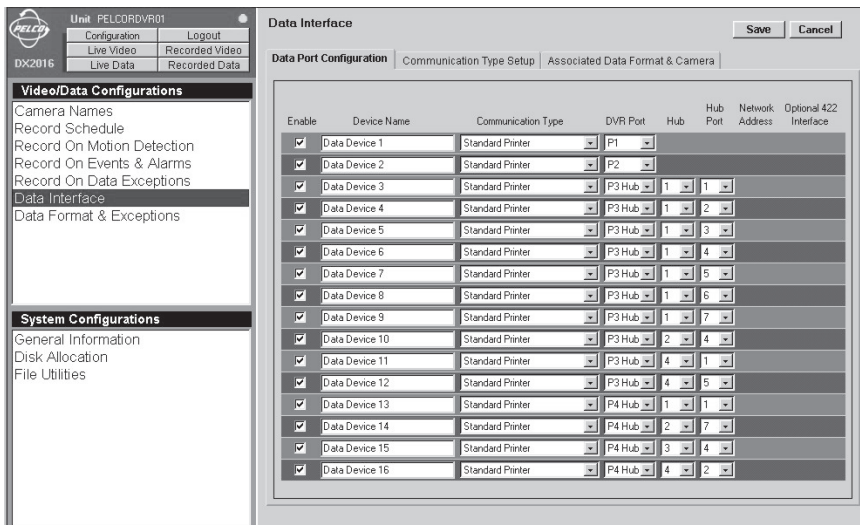 PELCO
DX2016
Unit PELCORDVR01
Configuration Logout
Live Video Recorded Video
Live Data Recorded Data
Video/Data Configurations
Camera Names
Record Schedule
Record On Motion Detection
Record On Events & Alarms
Record On Data Exceptions
Data Interface
Data Format & Exceptions
System Configurations
General Information
Disk Allocation
File Utilities
Data Interface
Save Cancel
Data Port Configuration Communication Type Setup Associated Data Format & Camera
Enable Device Name Communication Type DVR Port Hub Hub Port Network Address Optional 422 Interface
Data Device 1 Standard Printer P1
Data Device 2 Standard Printer P2
Data Device 3 Standard Printer P3 Hub 1 1
Data Device 4 Standard Printer P3 Hub 1 2
Data Device 5 Standard Printer P3 Hub 1 3
Data Device 6 Standard Printer P3 Hub 1 4
Data Device 7 Standard Printer P3 Hub 1 5
Data Device 8 Standard Printer P3 Hub 1 6
Data Device 9 Standard Printer P3 Hub 1 7
Data Device 10 Standard Printer P3 Hub 2 4
Data Device 11 Standard Printer P3 Hub 4 1
Data Device 12 Standard Printer P3 Hub 4 5
Data Device 13 Standard Printer P4 Hub 1 1
Data Device 14 Standard Printer P4 Hub 2 7
Data Device 15 Standard Printer P4 Hub 3 4
Data Device 16 Standard Printer P4 Hub 4 2